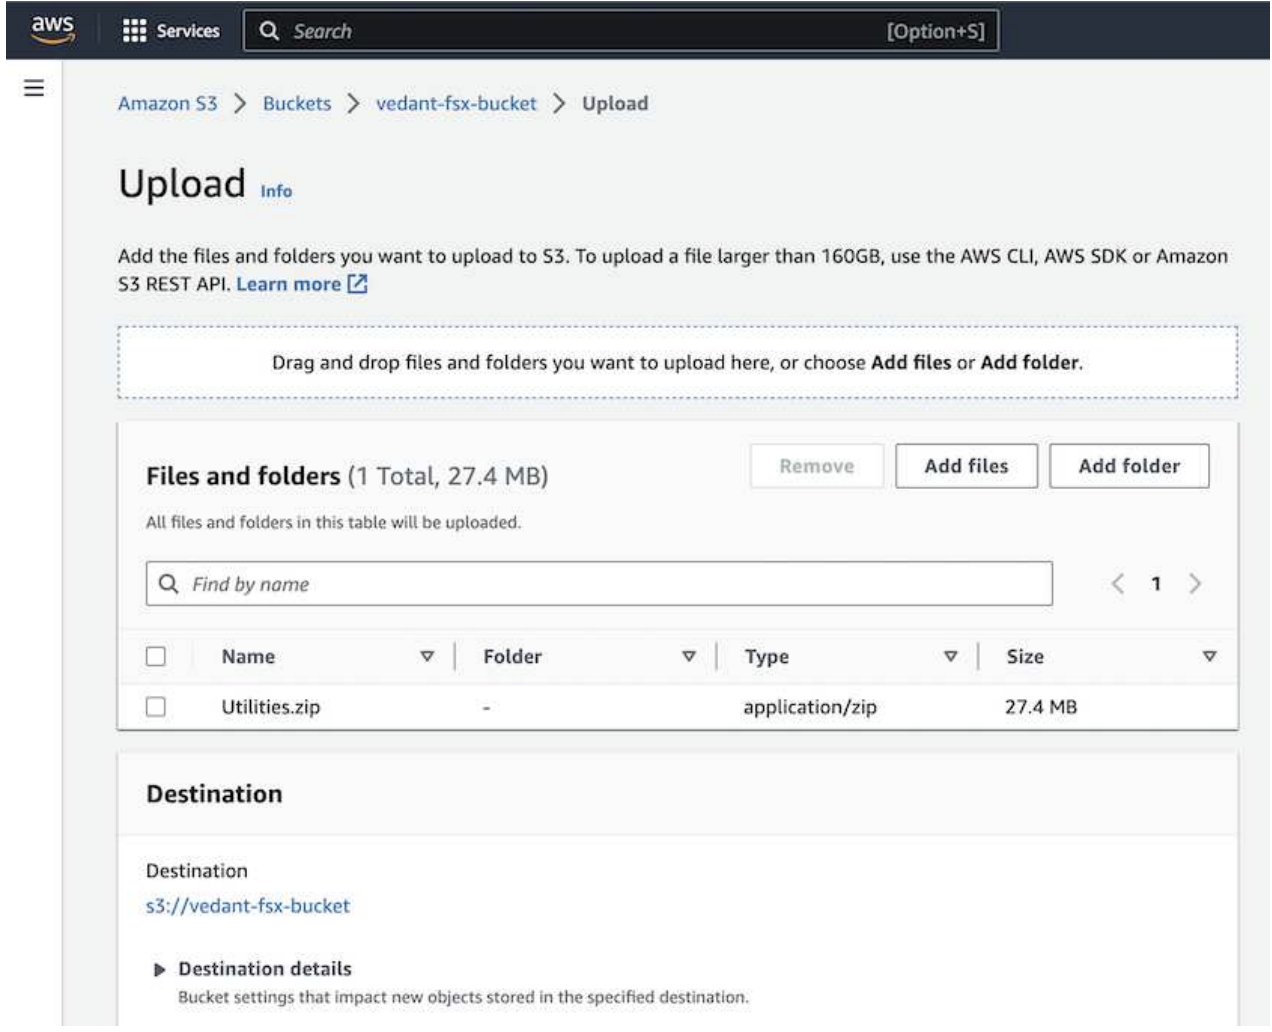 aws Services Search [Option+S]
Amazon S3 > Buckets > vedant-fsx-bucket > Upload
Upload Info
Add the files and folders you want to upload to S3. To upload a file larger than 160GB, use the AWS CLI, AWS SDK or Amazon
S3 REST API. Learn more
Drag and drop files and folders you want to upload here, or choose Add files or Add folder.
Files and folders (1 Total, 27.4 MB) Remove Add files Add folder
All files and folders in this table will be uploaded.
Find by name < 1 >
Name Folder Type Size
Utilities.zip - application/zip 27.4 MB
Destination
Destination
s3://vedant-fsx-bucket
Destination details
Bucket settings that impact new objects stored in the specified destination.